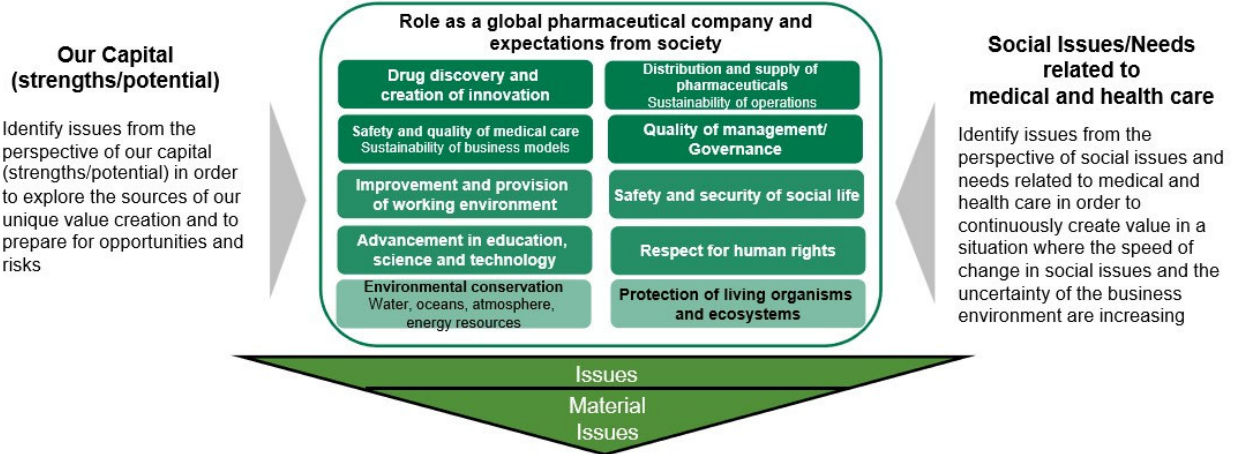 Our Capital
(strengths/potential)
Identify issues from the
perspective of our capital
(strengths/potential) in order
to explore the sources of our
unique value creation and to
prepare for opportunities and
risks
Role as a global pharmaceutical company and
expectations from society
Drug discovery and
creation of innovation
Distribution and supply of
pharmaceuticals
Sustainability of operations
Safety and quality of medical care
Sustainability of business models
Quality of management/
Governance
Improvement and provision
of working environment
Safety and security of social life
Advancement in education,
science and technology
Respect for human rights
Environmental conservation
Water, oceans, atmosphere,
energy resources
Protection of living organisms
and ecosystems
Social Issues/Needs
related to
medical and health care
Identify issues from the
perspective of social issues and
needs related to medical and
health care in order to
continuously create value in a
situation where the speed of
change in social issues and the
uncertainty of the business
environment are increasing
Issues
Material
Issues